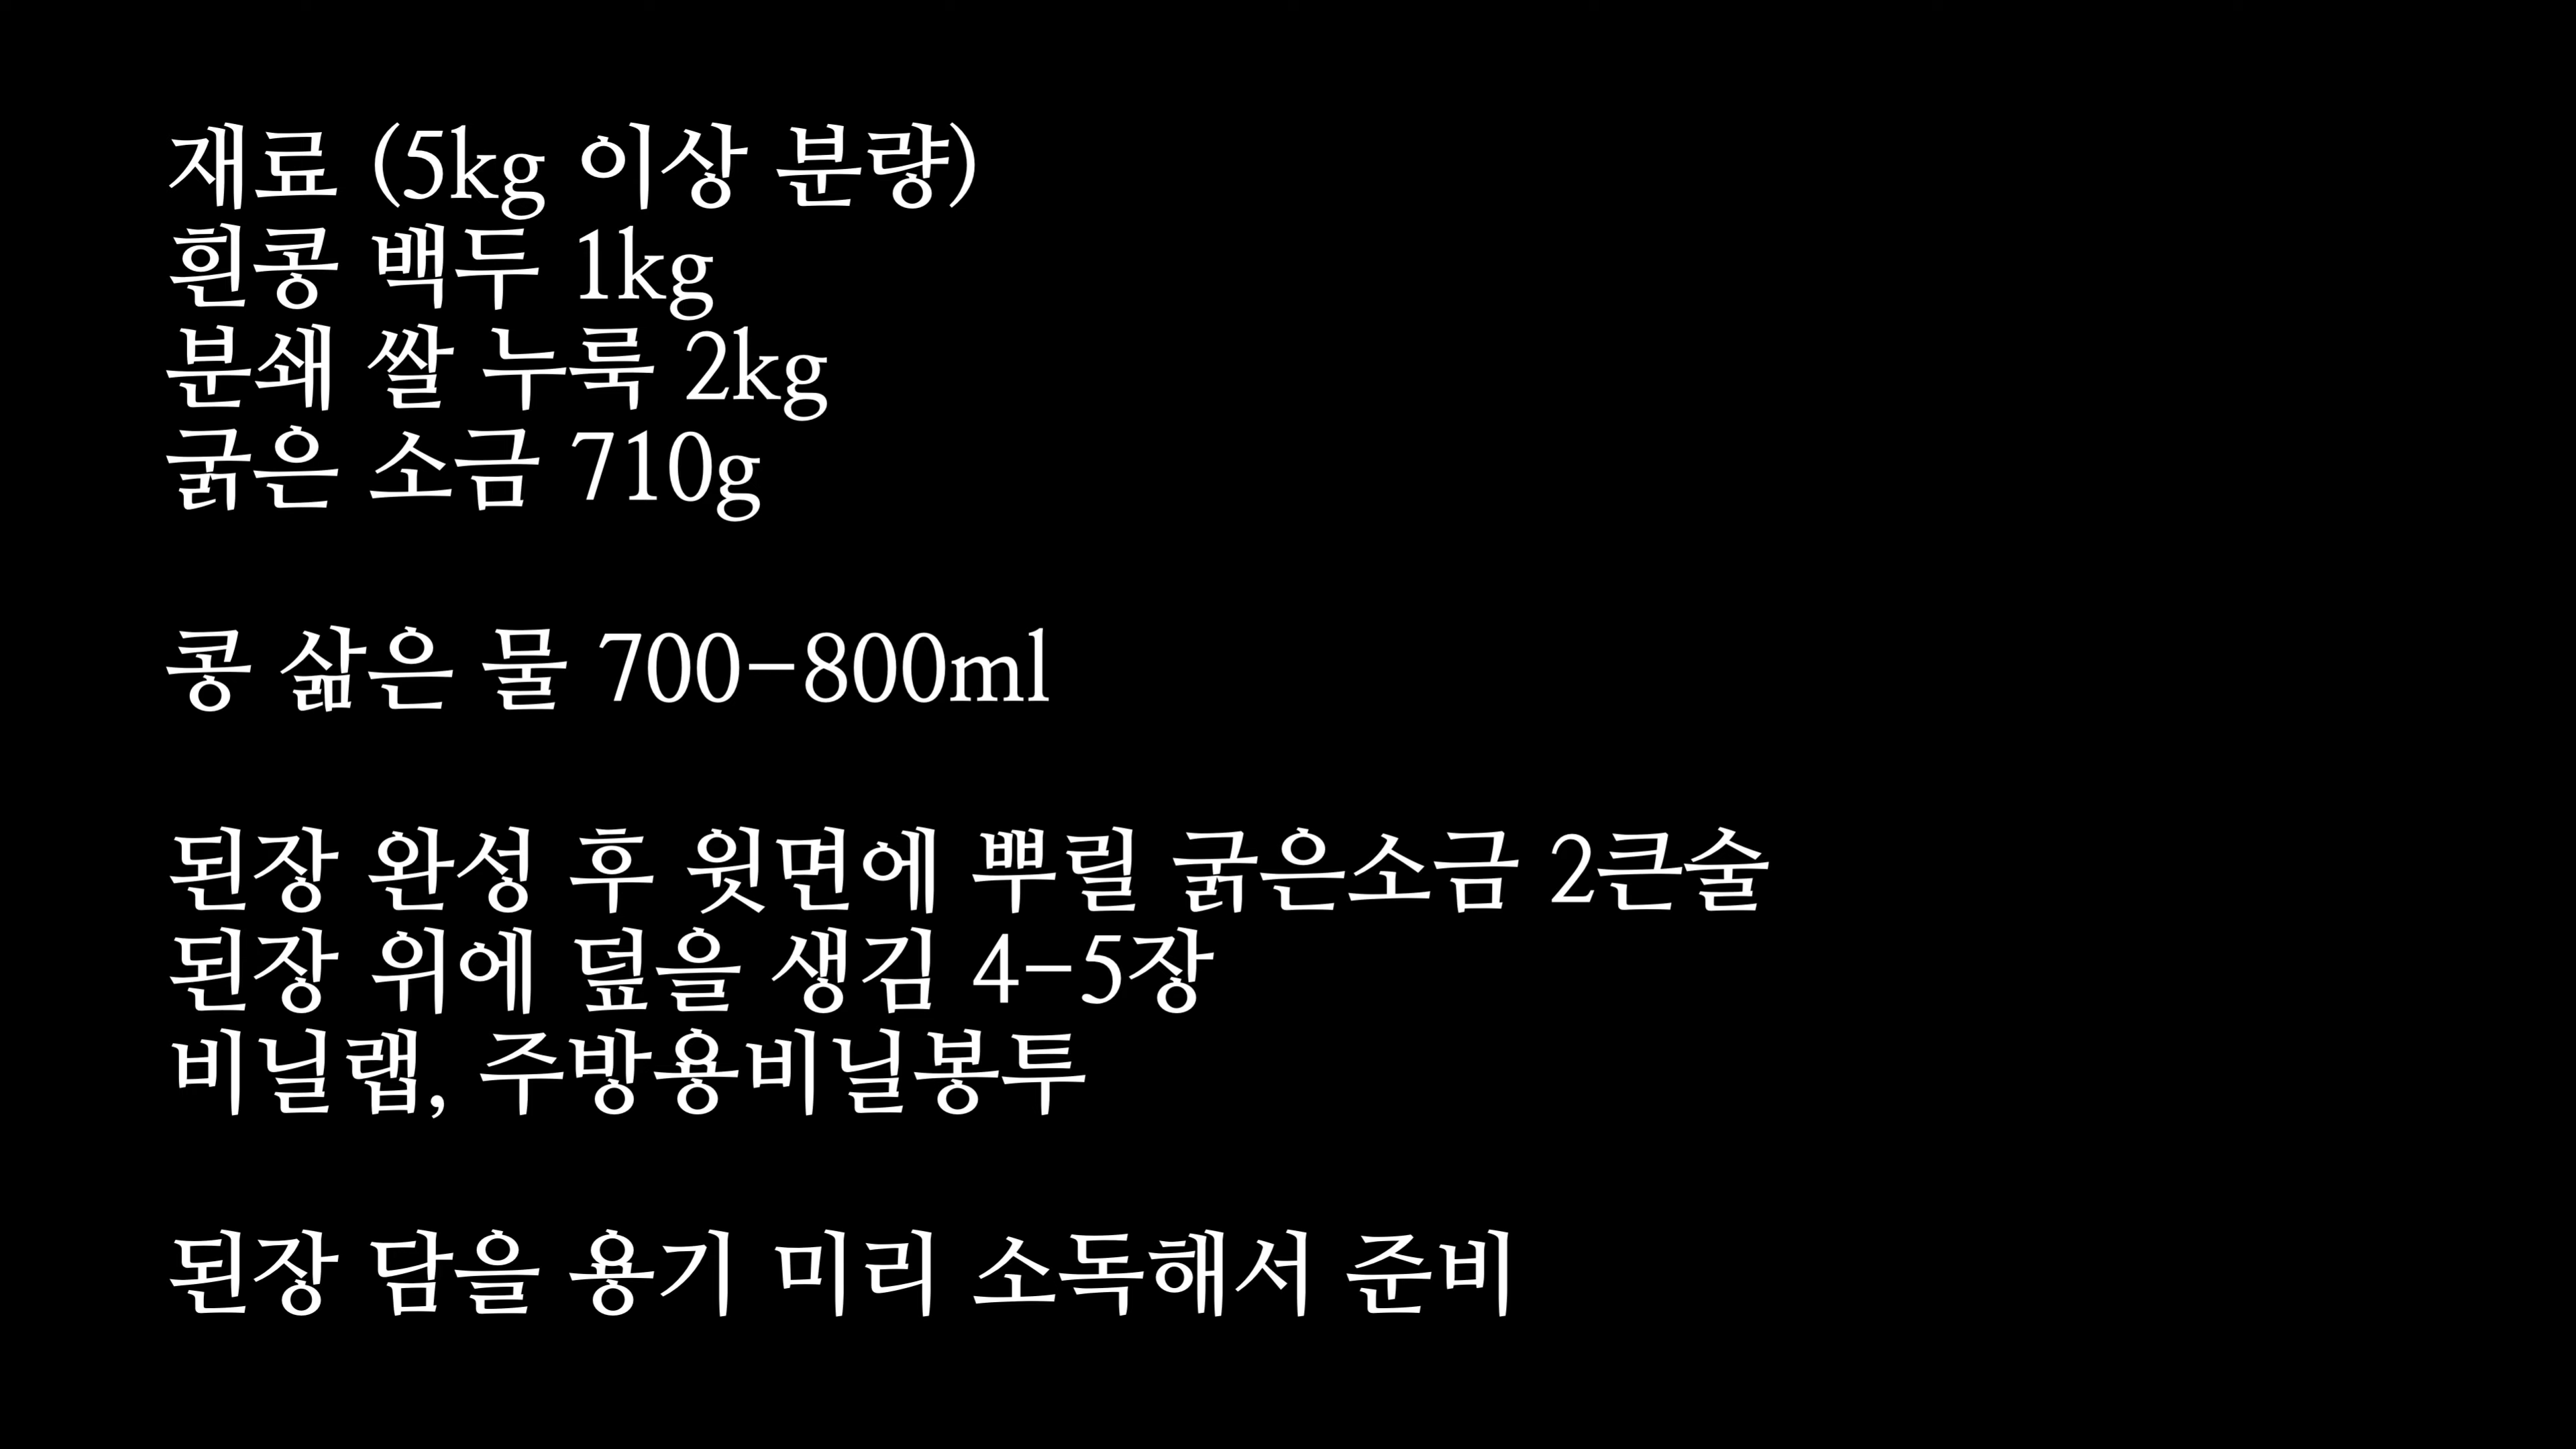 재료 (5kg 이상 분량)
흰콩 백두 1kg
분쇄 쌀 누룩 2kg
굵은 소금 710g
콩 삶은 물 700-800ml
된장 완성 후 윗면에 뿌릴 굵은소금 2큰술
된장 위에 덮을 생김 4-5장
비닐랩, 주방용비닐봉투
된장 담을 용기 미리 소독해서 준비